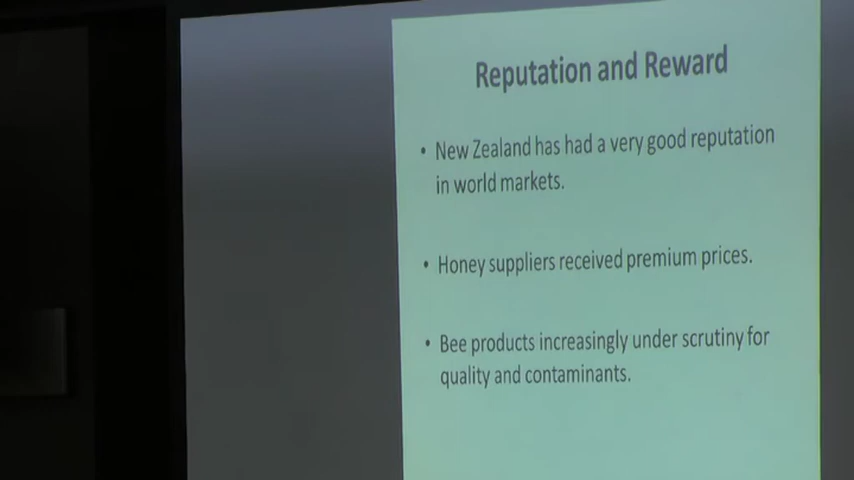 Reputation and Reward
• New Zealand has had a very good reputation
in world markets.
• Honey suppliers received premium prices.
• Bee products increasingly under scrutiny for
quality and contaminants.